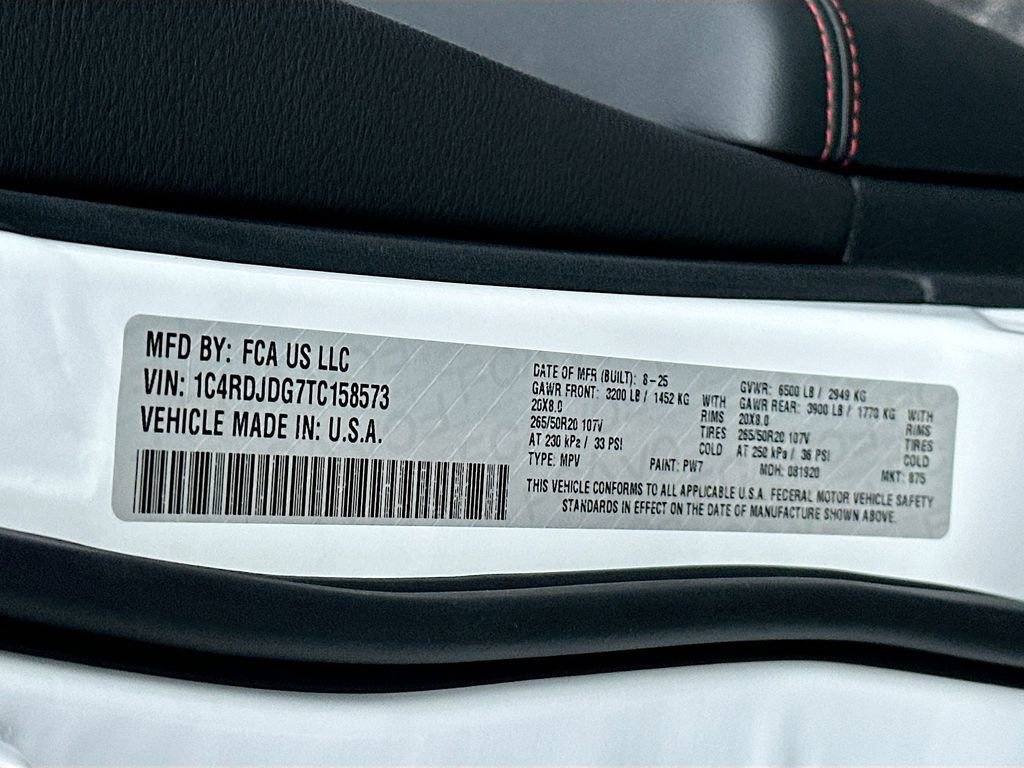 MFD BY: FCA US LLC
VIN: 1C4RDJDG7TC158573
VEHICLE MADE IN: U.S.A.
DATE OF MFR (BUILT): 8-25
GAWR FRONT: 3200 LB / 1452 KG WITH
20X8.0 RIMS
265/50R20 107V TIRES
AT 230 kPa / 33 PSI COLD
TYPE: MPV PAINT: PW7
GVWR: 6500 LB / 2949 KG
GAWR REAR: 3900 LB / 1770 KG WITH
20X8.0 RIMS
265/50R20 107V TIRES
AT 250 kPa / 36 PSI COLD
MDH: 081920 MKT: 875
THIS VEHICLE CONFORMS TO ALL APPLICABLE U.S.A. FEDERAL MOTOR VEHICLE SAFETY
STANDARDS IN EFFECT ON THE DATE OF MANUFACTURE SHOWN ABOVE.